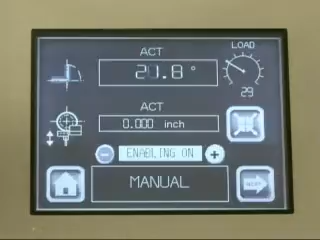 ACT
LOAD
21.8 °
29
ACT
0.000 inch
ENABLING ON
MANUAL